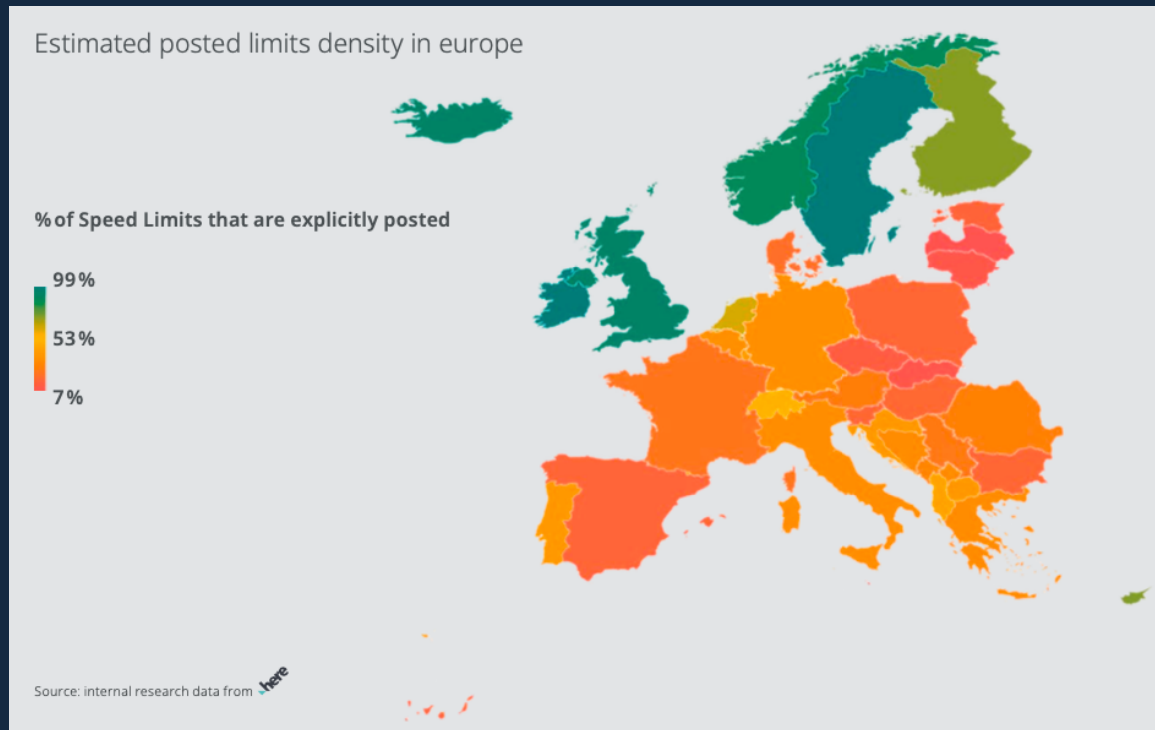 Estimated posted limits density in europe
% of Speed Limits that are explicitly posted
99%
53%
7%
Source: internal research data from here